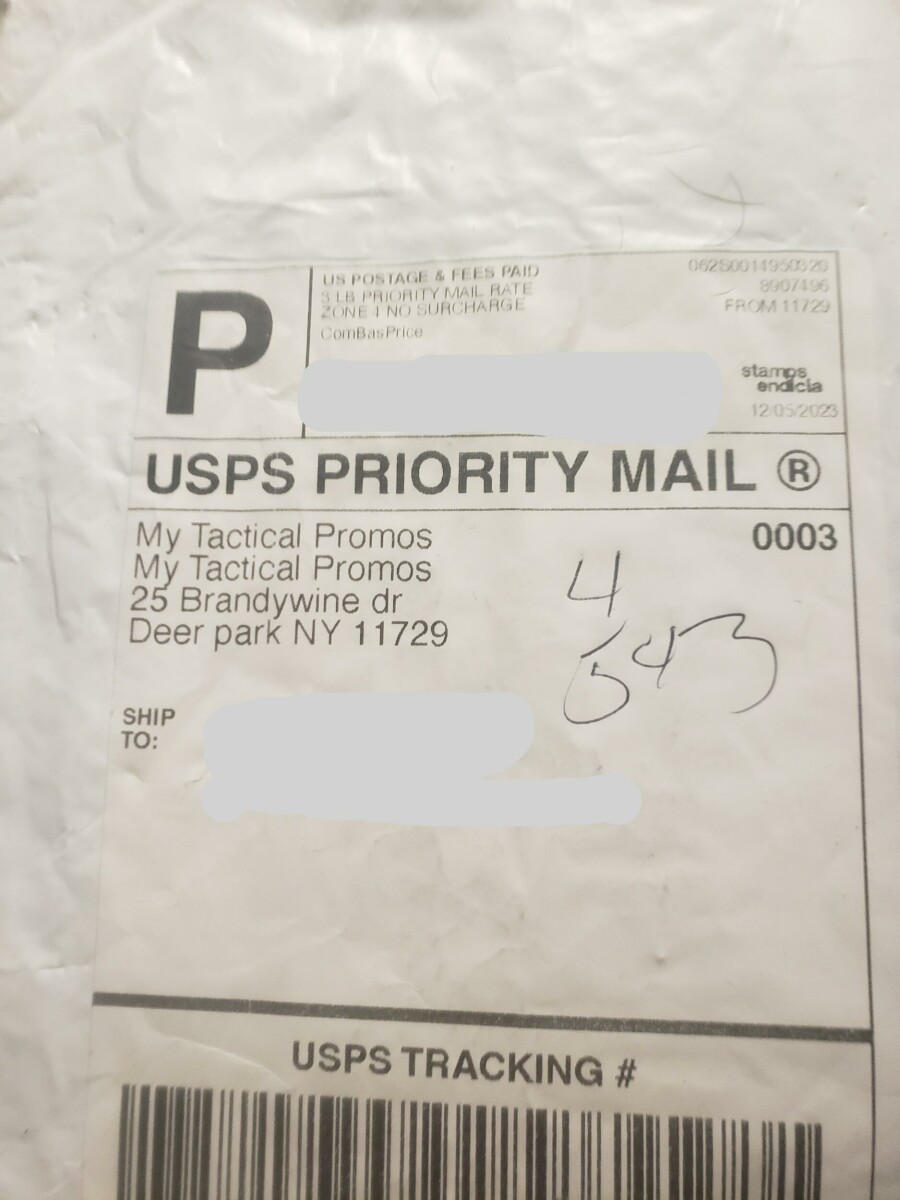 P
US POSTAGE & FEES PAID
3 LB PRIORITY MAIL RATE
ZONE 4 NO SURCHARGE
ComBasPrice
062S0014950320
8907496
FROM 11729
stamps
endicia
12/05/2023
USPS PRIORITY MAIL ®
My Tactical Promos
0003
My Tactical Promos
25 Brandywine dr
Deer park NY 11729
4
543
SHIP
TO:
USPS TRACKING #